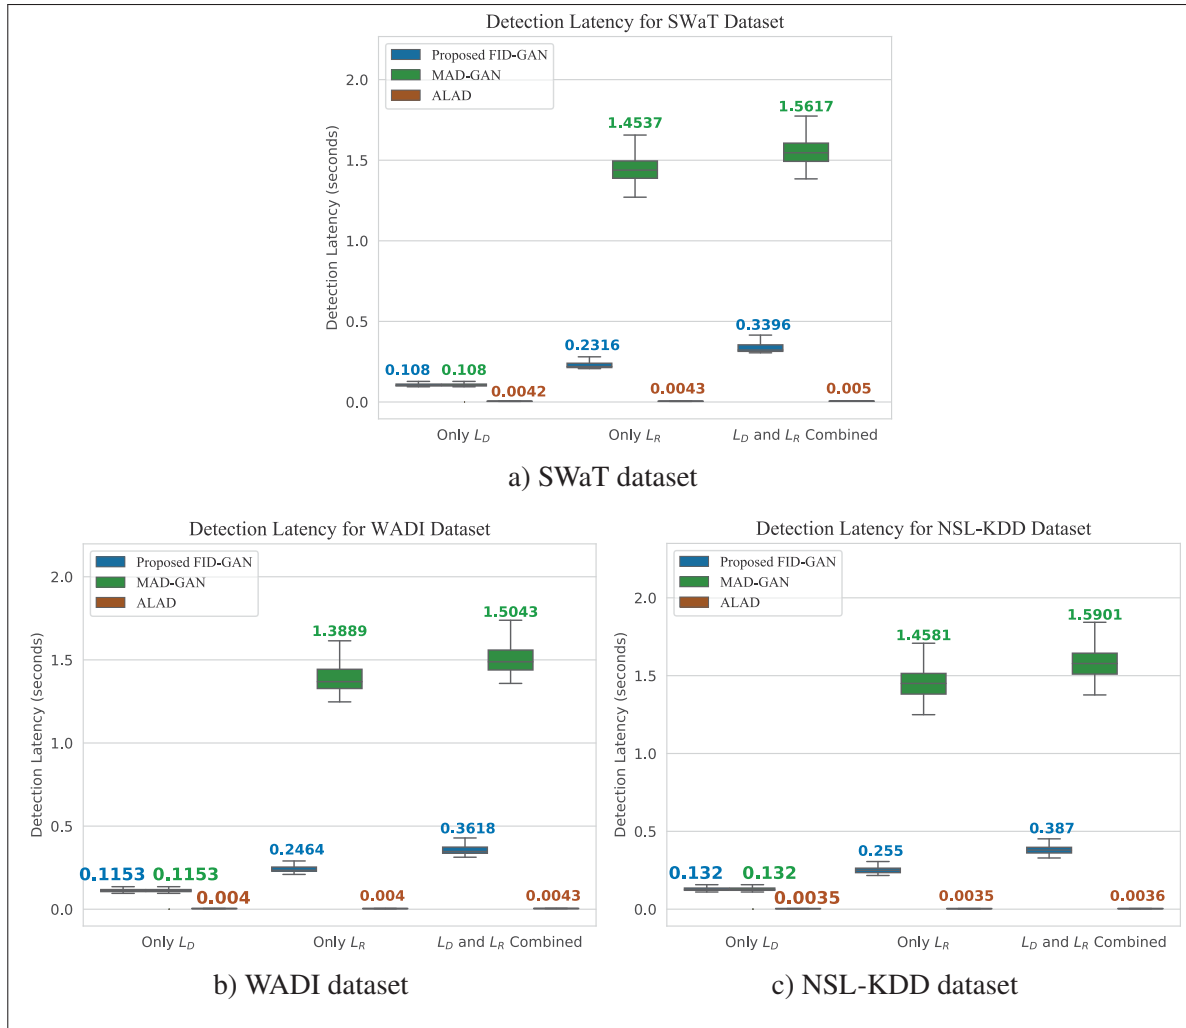 Detection Latency for SWaT Dataset
Proposed FID-GAN
MAD-GAN
ALAD
Detection Latency (seconds)
2.0
1.5
1.0
0.5
0.0
0.108
0.108
0.0042
0.2316
1.4537
0.0043
0.3396
1.5617
0.005
Only L_D
Only L_R
L_D and L_R Combined
a) SWaT dataset
Detection Latency for WADI Dataset
Proposed FID-GAN
MAD-GAN
ALAD
Detection Latency (seconds)
2.0
1.5
1.0
0.5
0.0
0.1153
0.1153
0.004
0.2464
1.3889
0.004
0.3618
1.5043
0.0043
Only L_D
Only L_R
L_D and L_R Combined
b) WADI dataset
Detection Latency for NSL-KDD Dataset
Proposed FID-GAN
MAD-GAN
ALAD
2.0
1.5
1.0
0.5
0.0
0.132
0.132
0.0035
0.255
1.4581
0.0035
0.387
1.5901
0.0036
Only L_D
Only L_R
L_D and L_R Combined
c) NSL-KDD dataset